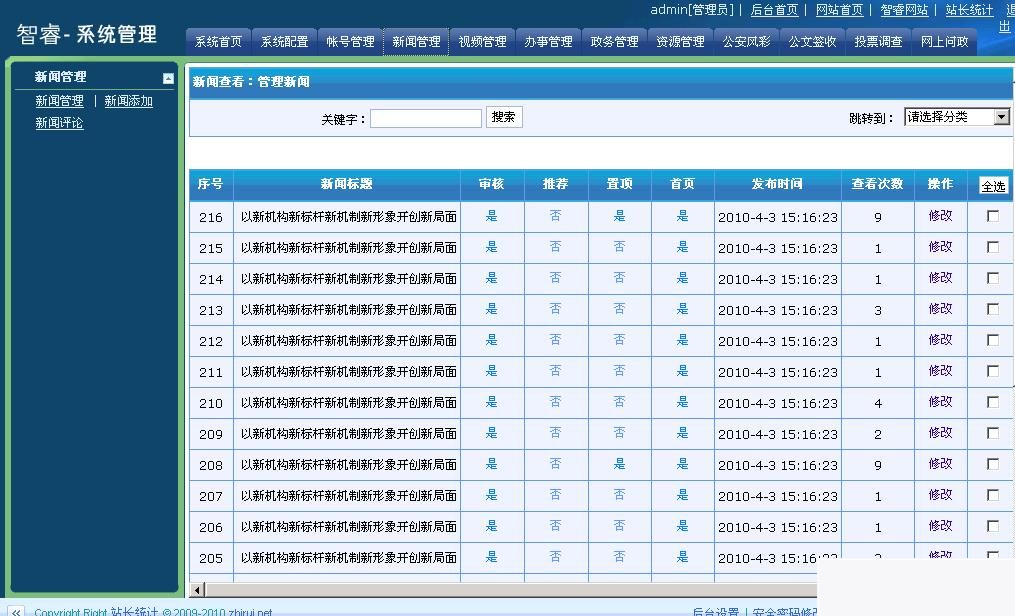 admin[管理员] | 后台首页 | 网站首页 | 智睿网站 | 站长统计 | 退出
智睿 - 系统管理
系统首页 系统配置 帐号管理 新闻管理 视频管理 办事管理 政务管理 资源管理 公安风彩 公文签收 投票调查 网上问政
新闻管理
新闻管理 | 新闻添加
新闻评论
新闻查看：管理新闻
关键字： 搜索 跳转到： 请选择分类
序号 新闻标题 审核 推荐 置顶 首页 发布时间 查看次数 操作 全选
216 以新机构新标杆新机制新形象开创新局面 是 否 是 是 2010-4-3 15:16:23 9 修改
215 以新机构新标杆新机制新形象开创新局面 是 否 否 是 2010-4-3 15:16:23 1 修改
214 以新机构新标杆新机制新形象开创新局面 是 否 否 是 2010-4-3 15:16:23 1 修改
213 以新机构新标杆新机制新形象开创新局面 是 否 否 是 2010-4-3 15:16:23 3 修改
212 以新机构新标杆新机制新形象开创新局面 是 否 否 是 2010-4-3 15:16:23 1 修改
211 以新机构新标杆新机制新形象开创新局面 是 否 否 是 2010-4-3 15:16:23 1 修改
210 以新机构新标杆新机制新形象开创新局面 是 否 否 是 2010-4-3 15:16:23 4 修改
209 以新机构新标杆新机制新形象开创新局面 是 否 否 是 2010-4-3 15:16:23 2 修改
208 以新机构新标杆新机制新形象开创新局面 是 否 是 是 2010-4-3 15:16:23 9 修改
207 以新机构新标杆新机制新形象开创新局面 是 否 否 是 2010-4-3 15:16:23 1 修改
206 以新机构新标杆新机制新形象开创新局面 是 否 否 是 2010-4-3 15:16:23 1 修改
205 以新机构新标杆新机制新形象开创新局面 是 否 否 是 2010-4-3 15:16:23 修改
Copyright Right 站长统计 © 2009-2010 zhirui.net 后台设置 | 安全密码修改